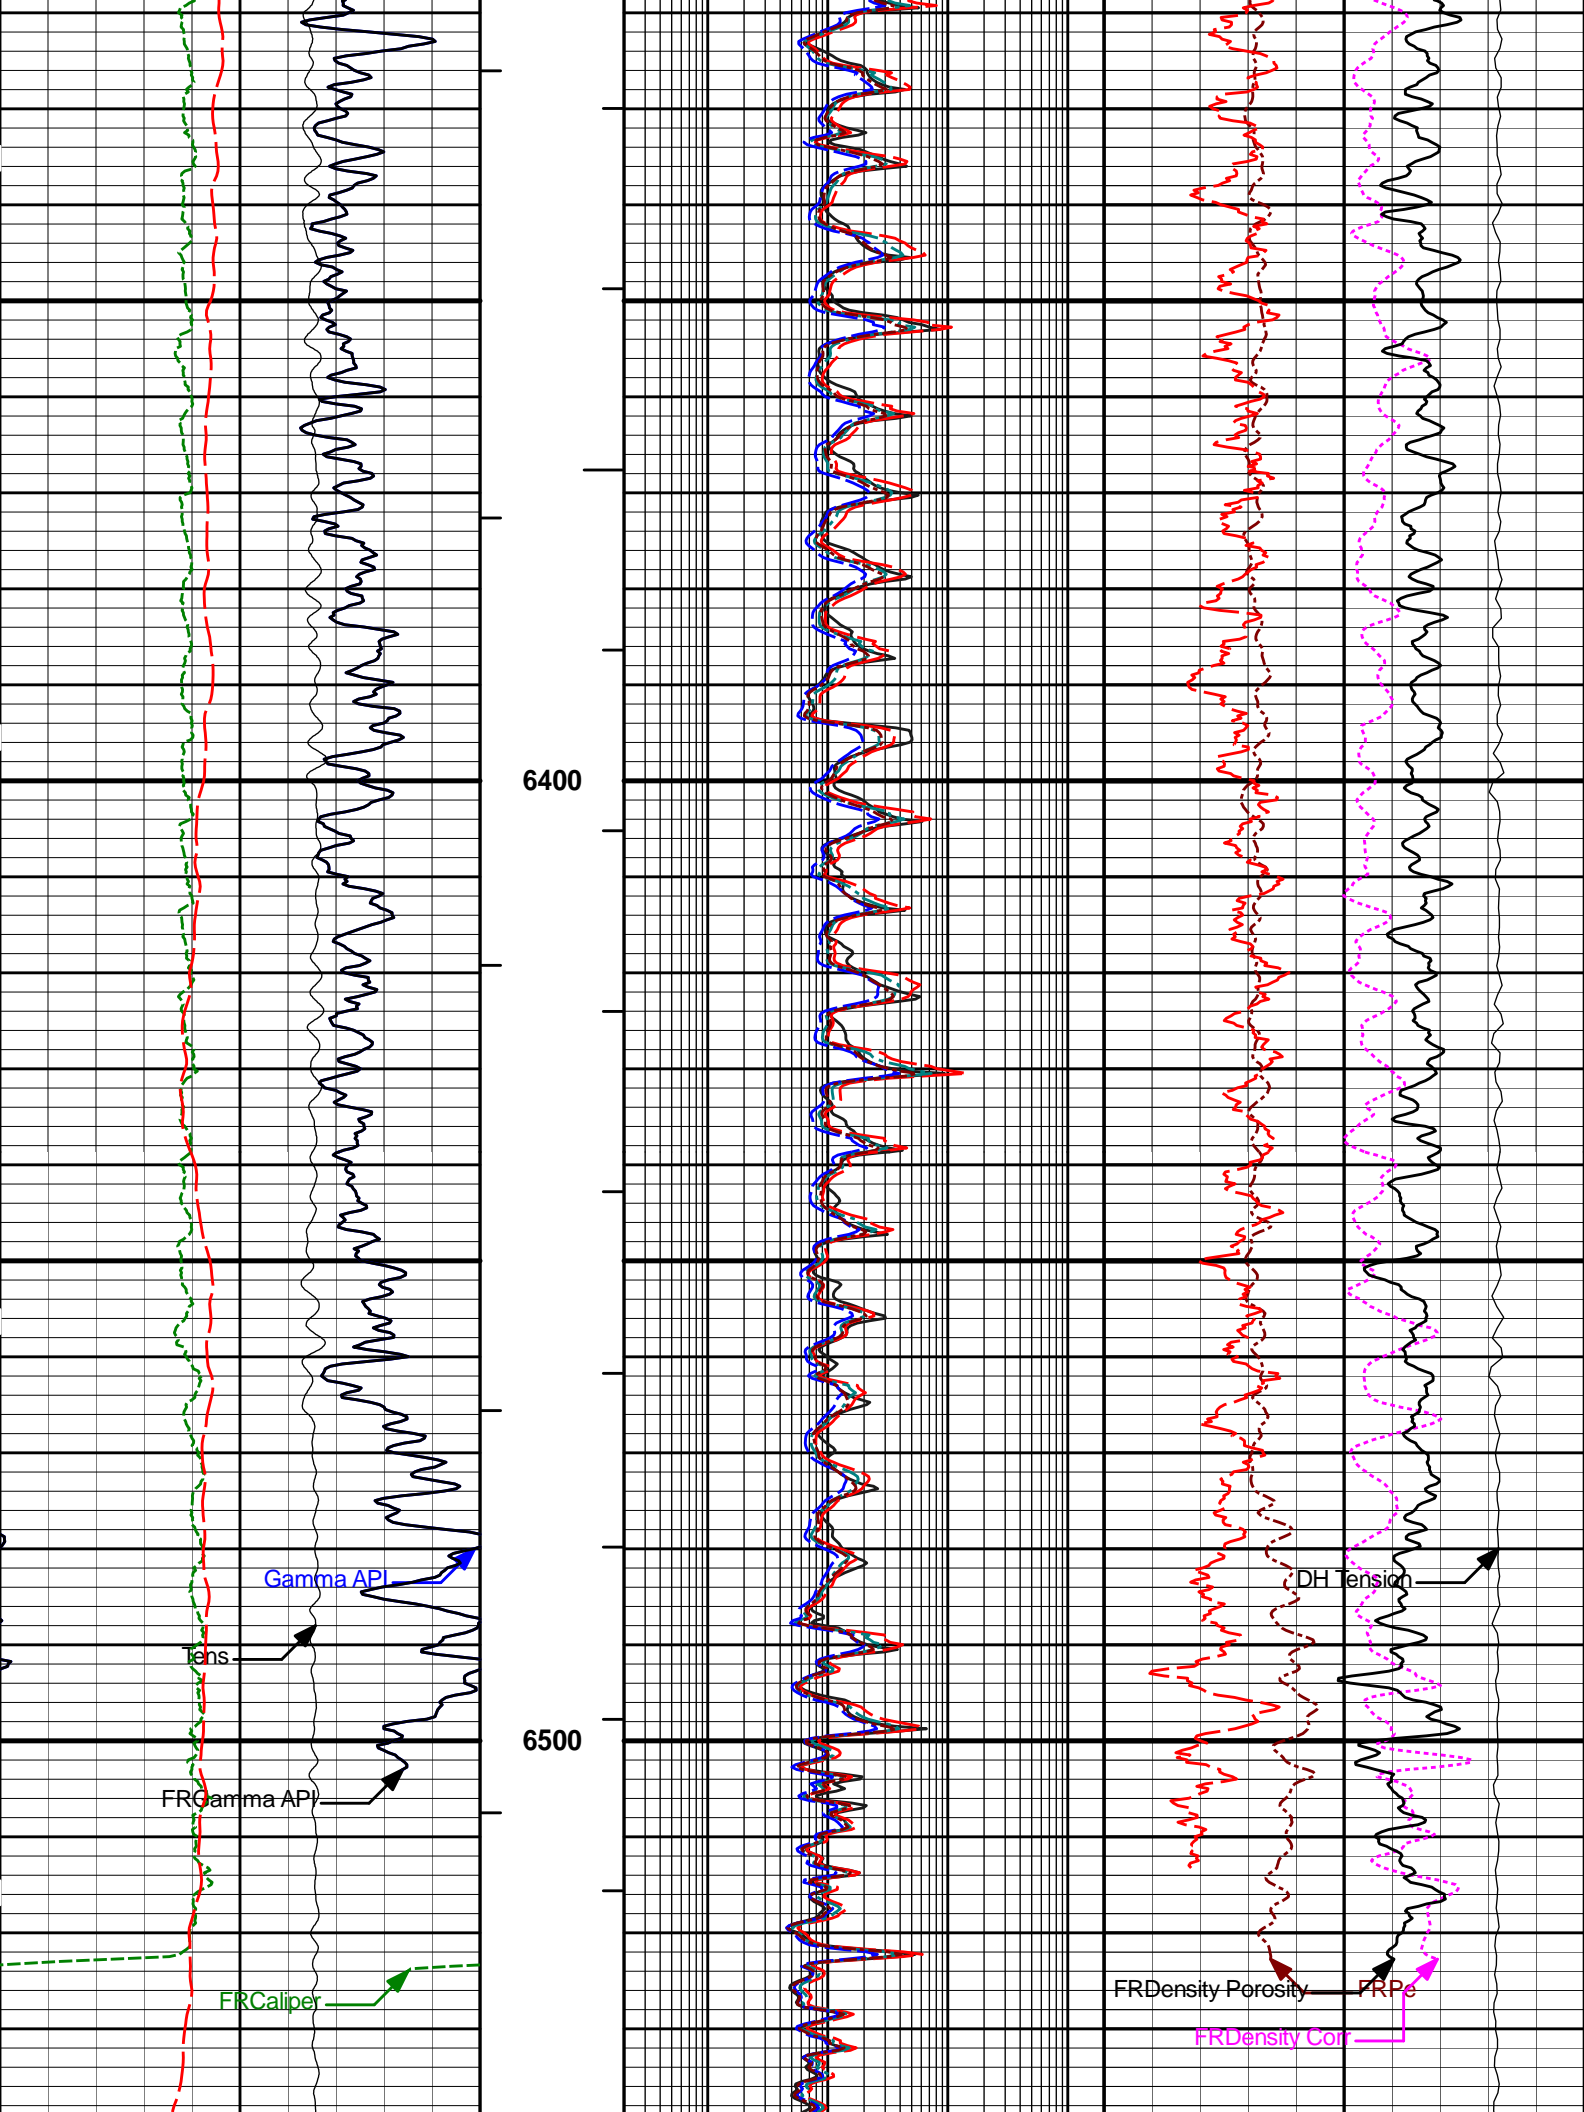 6400
Gamma API
DH Tension
Tens
6500
FRGamma API
FRDensity Porosity
FRPe
FRCaliper
FRDensity Corr